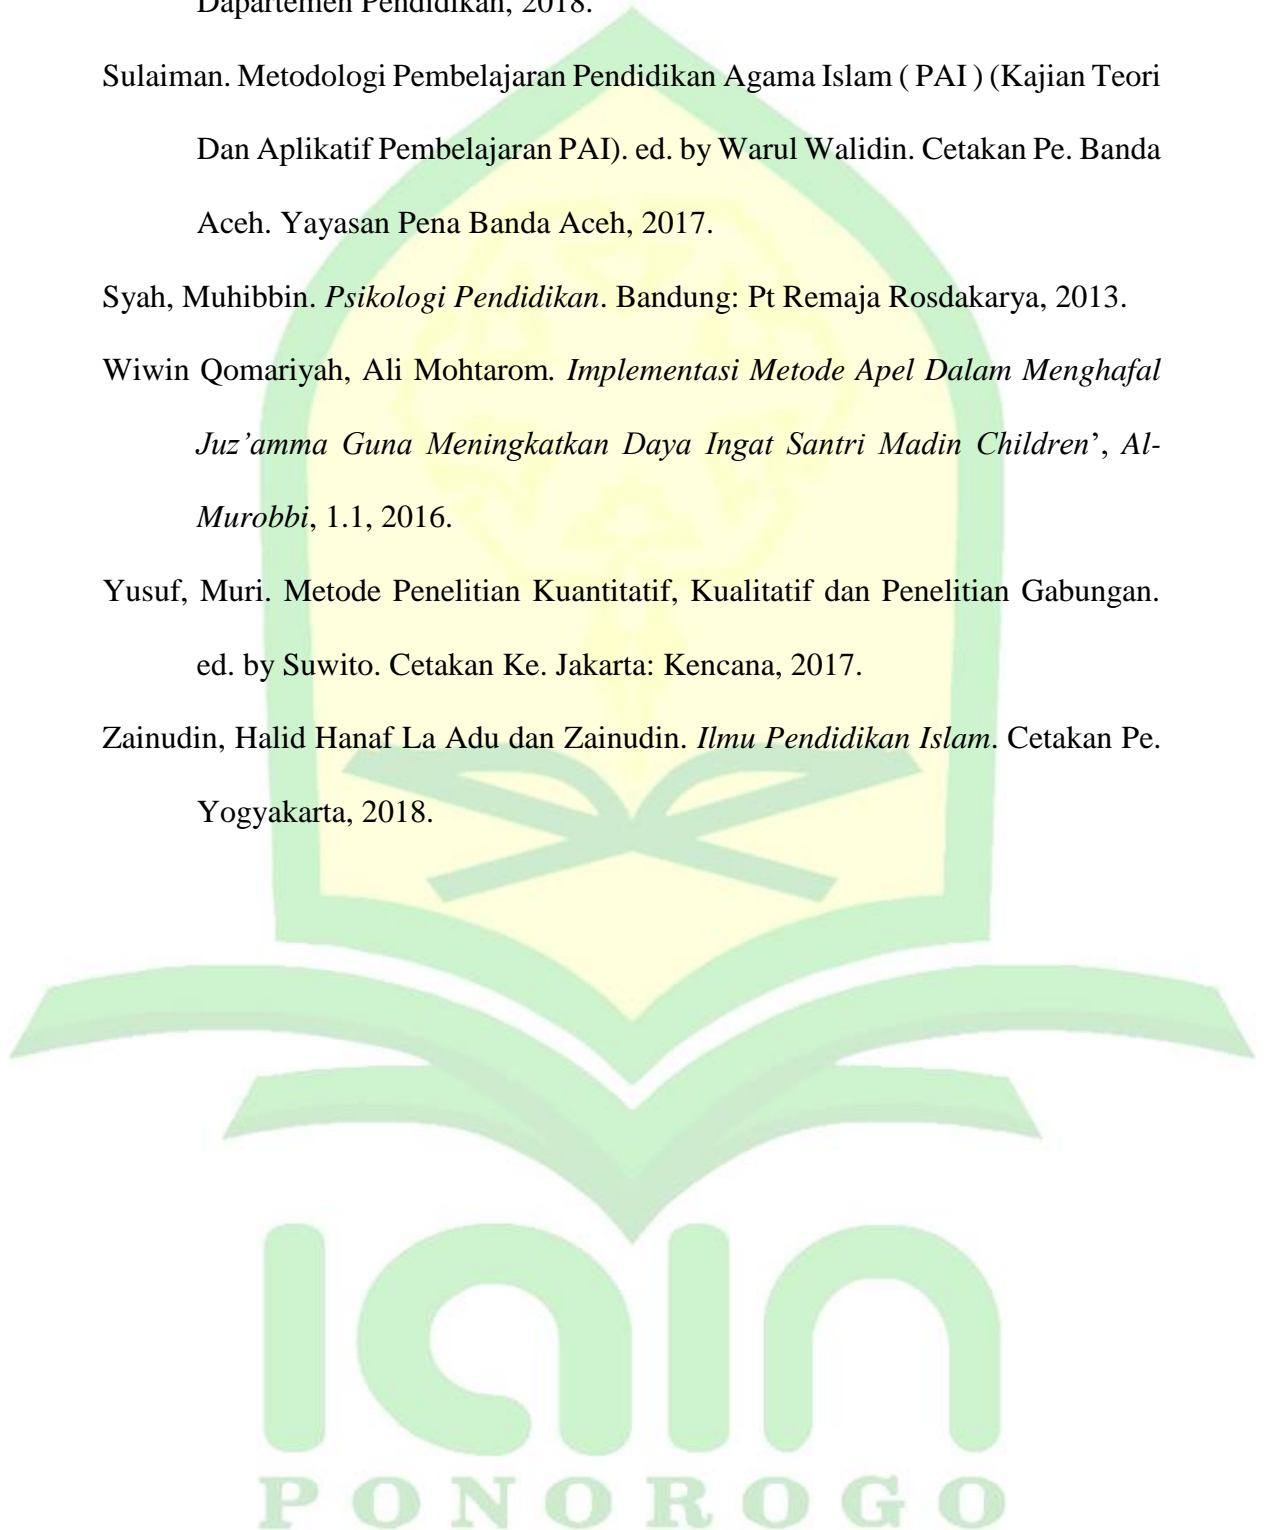 Dapartemen Pendidikan, 2018.
Sulaiman. Metodologi Pembelajaran Pendidikan Agama Islam ( PAI ) (Kajian Teori
Dan Aplikatif Pembelajaran PAI). ed. by Warul Walidin. Cetakan Pe. Banda
Aceh. Yayasan Pena Banda Aceh, 2017.
Syah, Muhibbin. Psikologi Pendidikan. Bandung: Pt Remaja Rosdakarya, 2013.
Wiwin Qomariyah, Ali Mohtarom. Implementasi Metode Apel Dalam Menghafal
Juz’amma Guna Meningkatkan Daya Ingat Santri Madin Children’, Al-
Murobbi, 1.1, 2016.
Yusuf, Muri. Metode Penelitian Kuantitatif, Kualitatif dan Penelitian Gabungan.
ed. by Suwito. Cetakan Ke. Jakarta: Kencana, 2017.
Zainudin, Halid Hanaf La Adu dan Zainudin. Ilmu Pendidikan Islam. Cetakan Pe.
Yogyakarta, 2018.
iain
PONOROGO